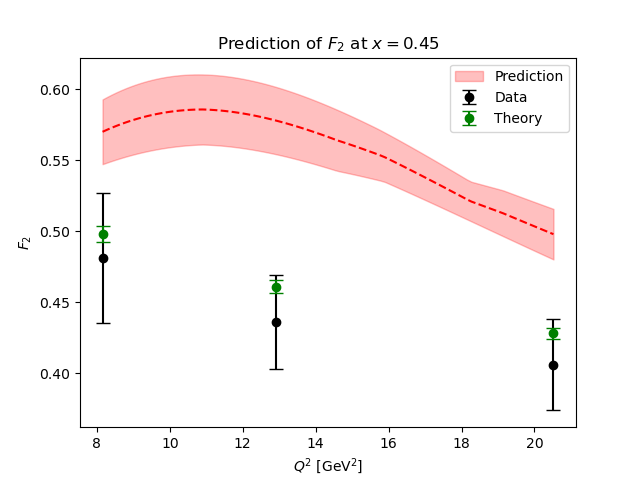 Prediction of F₂ at x = 0.45
Prediction
Data
Theory
F₂
0.60
0.55
0.50
0.45
0.40
8
10
12
14
16
18
20
Q² [GeV²]